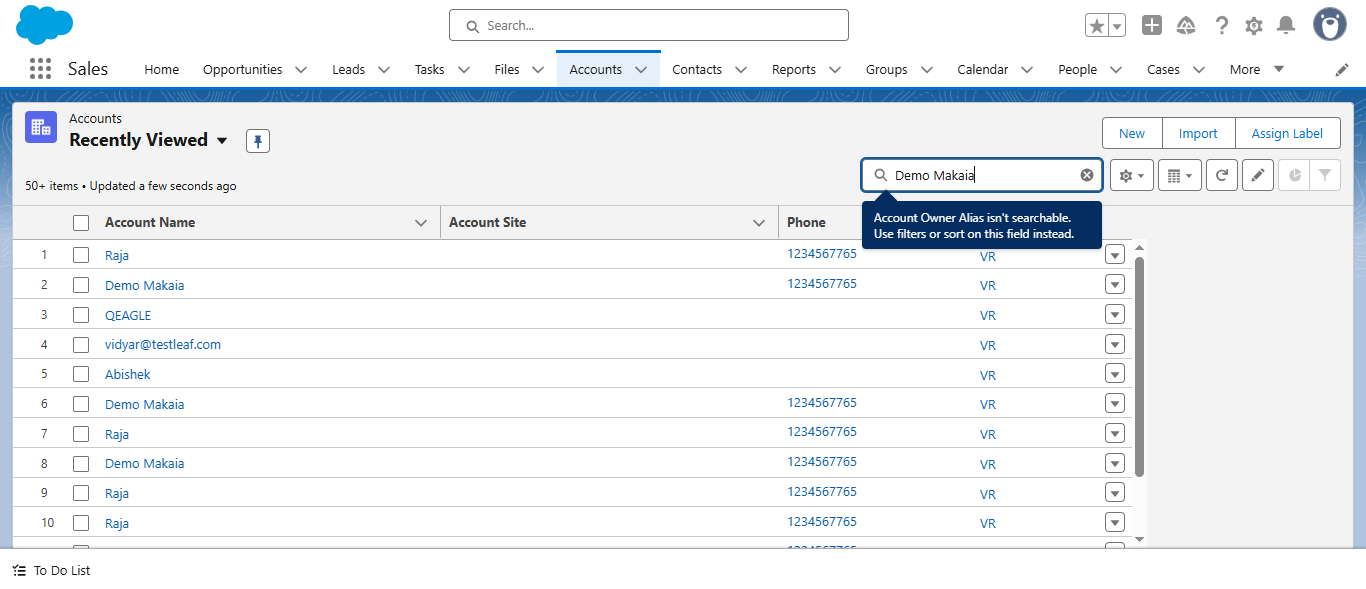 Search...
Sales Home Opportunities Leads Tasks Files Accounts Contacts Reports Groups Calendar People Cases More
Accounts
Recently Viewed
New Import Assign Label
50+ items • Updated a few seconds ago
Demo Makaia
Account Owner Alias isn't searchable.
Use filters or sort on this field instead.
Account Name Account Site Phone
1 Raja 1234567765 VR
2 Demo Makaia 1234567765 VR
3 QEAGLE VR
4 vidyar@testleaf.com VR
5 Abishek VR
6 Demo Makaia 1234567765 VR
7 Raja 1234567765 VR
8 Demo Makaia 1234567765 VR
9 Raja 1234567765 VR
10 Raja 1234567765 VR
To Do List